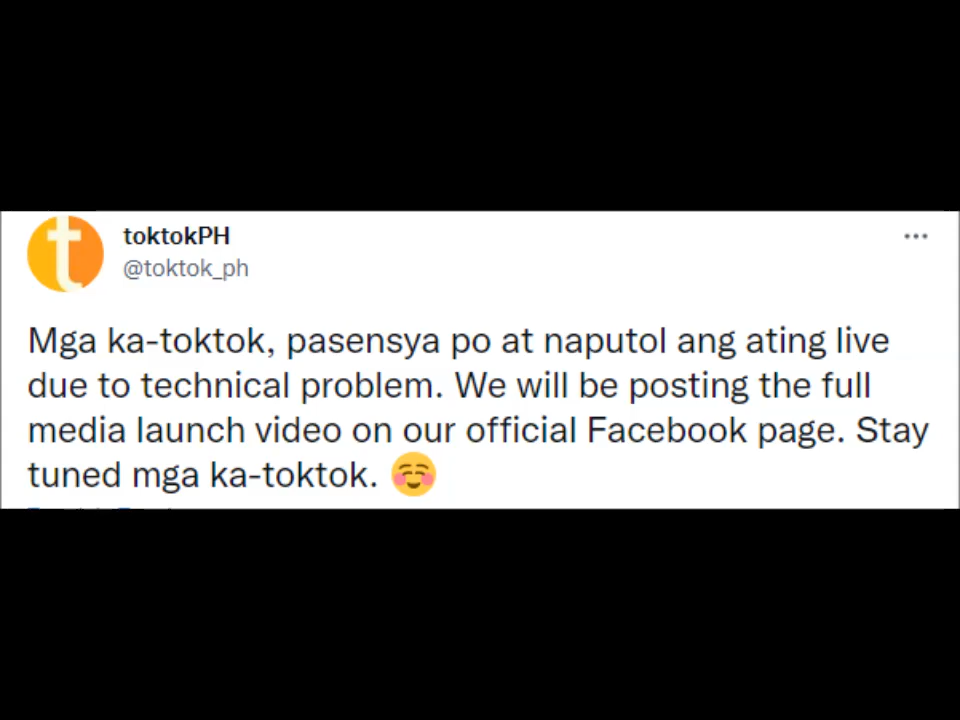 toktokPH
@toktok_ph
Mga ka-toktok, pasensya po at naputol ang ating live
due to technical problem. We will be posting the full
media launch video on our official Facebook page. Stay
tuned mga ka-toktok. ☺️